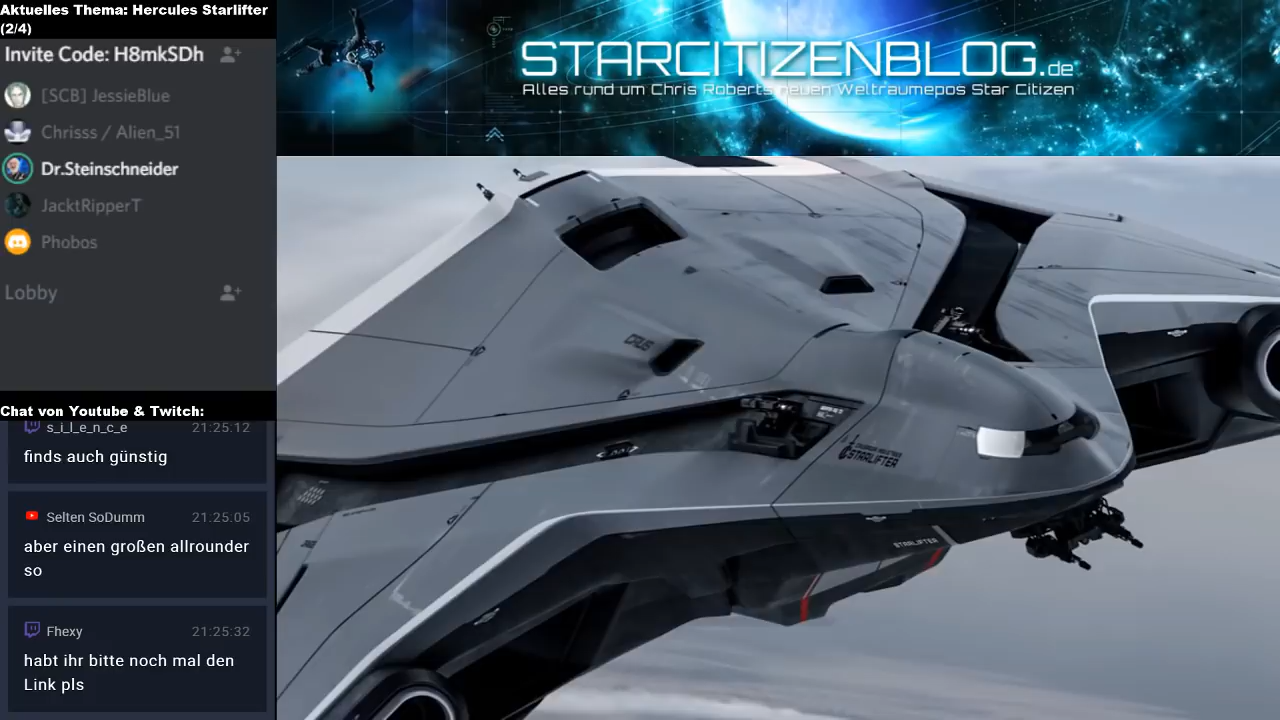 Aktuelles Thema: Hercules Starlifter
(2/4)
Invite Code: H8mkSDh
[SCB] JessieBlue
Chrisss / Alien_51
Dr.Steinschneider
JacktRipperT
Phobos
Lobby
Chat von Youtube & Twitch:
s_i_l_e_n_c_e 21:25:12
finds auch günstig
Selten SoDumm 21:25:05
aber einen großen allrounder
so
Fhexy 21:25:32
habt ihr bitte noch mal den
Link pls
STARCITIZENBLOG.de
Alles rund um Chris Roberts neuen Weltraumepos Star Citizen
CRUS
CRUSADER INDUSTRIES
STARLIFTER
STARLIFTER